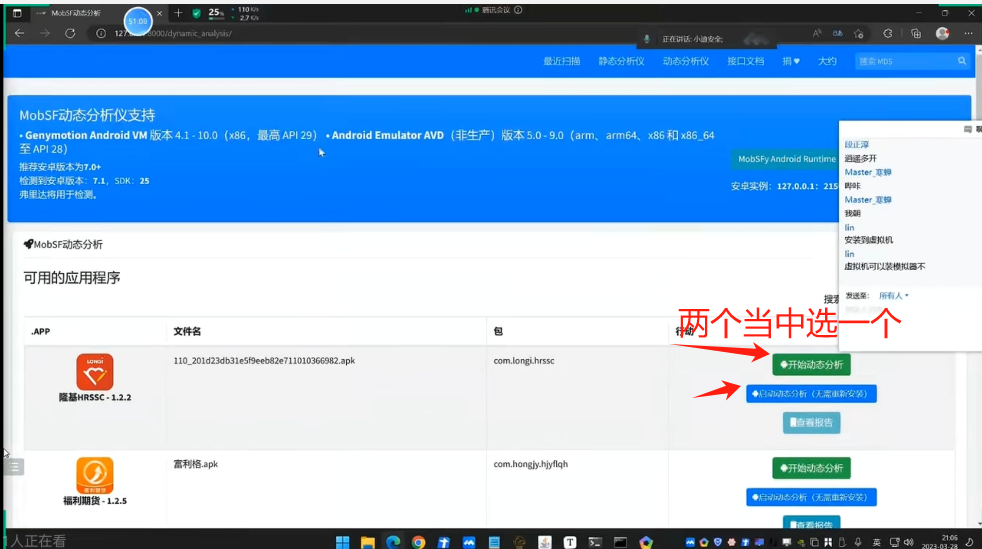 MobSF动态分析
51:00
25%
110 K/s
2.7 K/s
腾讯会议
8000/dynamic_analysis/
正在讲话: 小迪安全;
最近扫描 静态分析仪 动态分析仪 接口文档 捐♥ 大约 搜索 MD5
MobSF动态分析仪支持
• Genymotion Android VM 版本 4.1 - 10.0（x86，最高 API 29） • Android Emulator AVD（非生产）版本 5.0 - 9.0（arm、arm64、x86 和 x86_64
至 API 28）
推荐安卓版本为7.0+
检测到安卓版本：7.1，SDK：25
弗里达将用于检测。
MobSFy Android Runtime
安卓实例：127.0.0.1：215
段正淳
逍遥多开
Master_寒蝉
哔咔
Master_寒蝉
我朝
lin
安装到虚拟机
lin
虚拟机可以装模拟器不
发送至: 所有人
MobSF动态分析
可用的应用程序
搜索
两个当中选一个
.APP 文件名 包 行动
LONGi
隆基HRSSC - 1.2.2
110_201d23db31e5f9eeb82e711010366982.apk
com.longi.hrssc
开始动态分析
启动动态分析（无需重新安装）
查看报告
福利期货 - 1.2.5
富利格.apk
com.hongjy.hjyflqh
开始动态分析
启动动态分析（无需重新安装）
查看报告
人正在看
英
21:06
2023-03-28